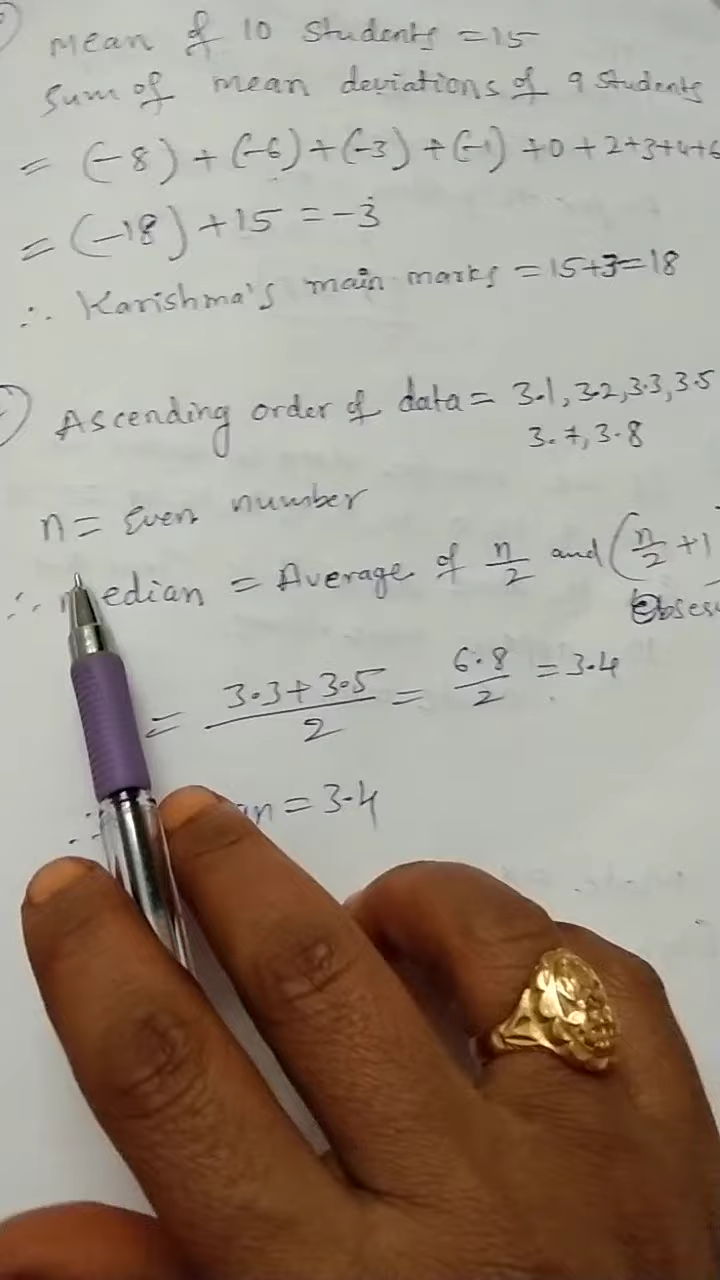 Mean of 10 Students = 15
Sum of mean deviations of 9 Students
= (-8) + (-6) + (-3) + (-1) + 0 + 2 + 3 + 4 + 6
= (-18) + 15 = -3
∴ Karishma's main marks = 15+3 = 18
Ascending order of data = 3.1, 3.2, 3.3, 3.5
3.7, 3.8
n = Even number
∴ Median = Average of n/2 and (n/2 + 1
= 3.3 + 3.5 / 2 = 6.8 / 2 = 3.4
∴ = 3.4